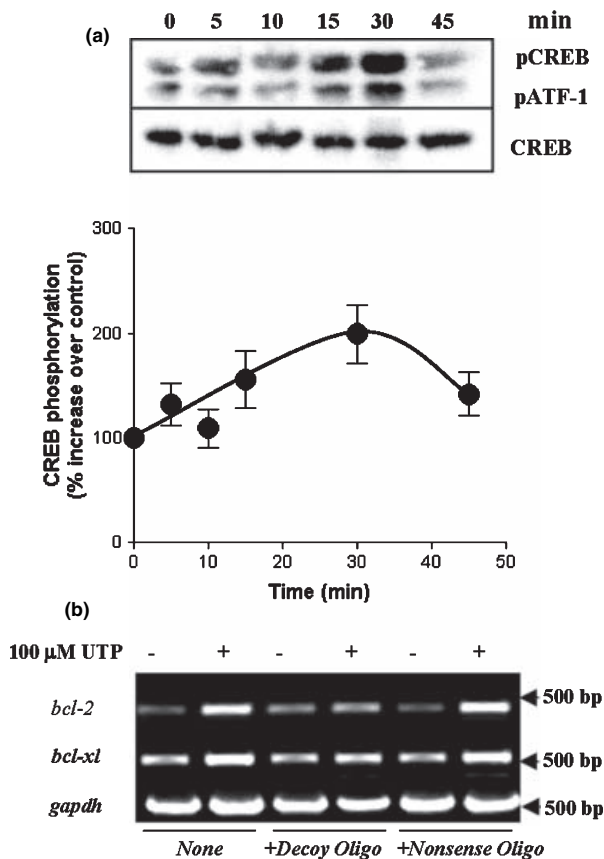 (a)
0 5 10 15 30 45 min
pCREB
pATF-1
CREB
CREB phosphorylation
(% increase over control)
300
200
100
0
0 10 20 30 40 50
Time (min)
(b)
100 µM UTP - + - + - +
bcl-2
500 bp
bcl-xl
500 bp
gapdh
500 bp
None +Decoy Oligo +Nonsense Oligo